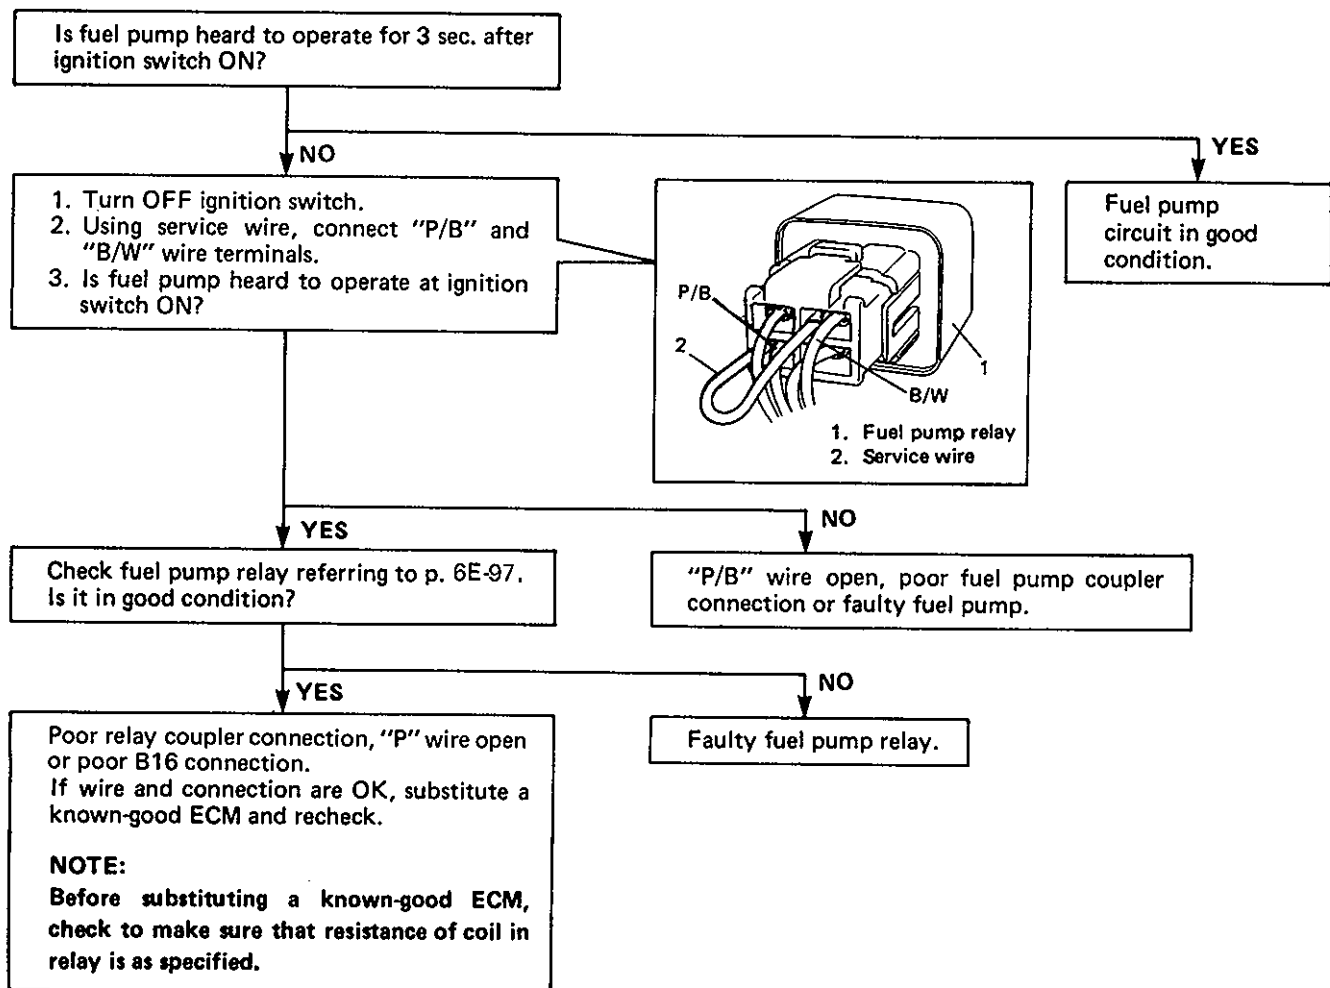 Is fuel pump heard to operate for 3 sec. after
ignition switch ON?
NO
YES
1. Turn OFF ignition switch.
2. Using service wire, connect "P/B" and
"B/W" wire terminals.
3. Is fuel pump heard to operate at ignition
switch ON?
P/B
2
1
B/W
1. Fuel pump relay
2. Service wire
Fuel pump
circuit in good
condition.
YES
NO
Check fuel pump relay referring to p. 6E-97.
Is it in good condition?
"P/B" wire open, poor fuel pump coupler
connection or faulty fuel pump.
YES
NO
Poor relay coupler connection, "P" wire open
or poor B16 connection.
If wire and connection are OK, substitute a
known-good ECM and recheck.
NOTE:
Before substituting a known-good ECM,
check to make sure that resistance of coil in
relay is as specified.
Faulty fuel pump relay.